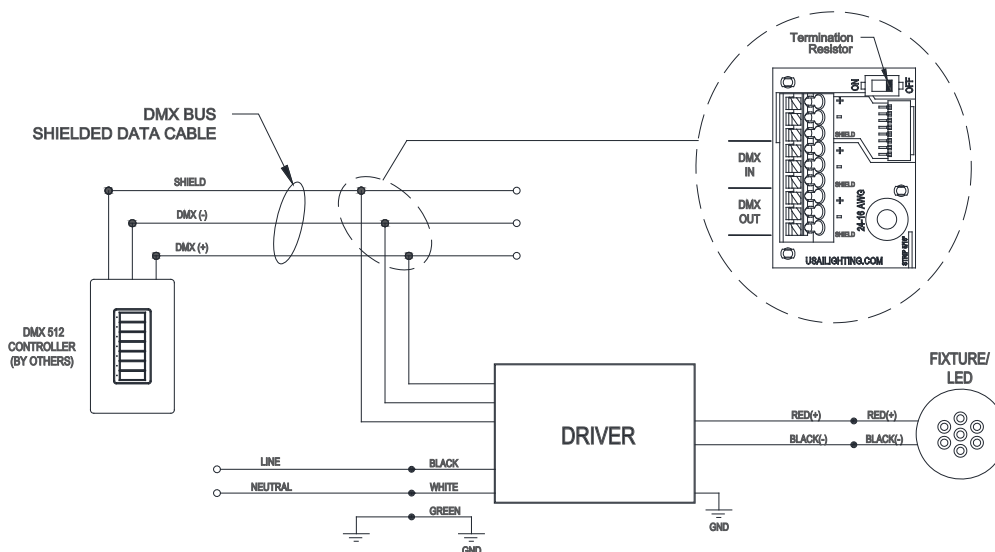 Termination
Resistor
ON
OFF
+
-
SHIELD
+
-
SHIELD
+
-
SHIELD
DMX
IN
DMX
OUT
24-16 AWG
USAILIGHTING.COM
DMX BUS
SHIELDED DATA CABLE
SHIELD
DMX (-)
DMX (+)
DMX 512
CONTROLLER
(BY OTHERS)
DRIVER
FIXTURE/
LED
RED(+)
RED(+)
BLACK(-)
BLACK(-)
LINE
BLACK
NEUTRAL
WHITE
GREEN
GND
GND